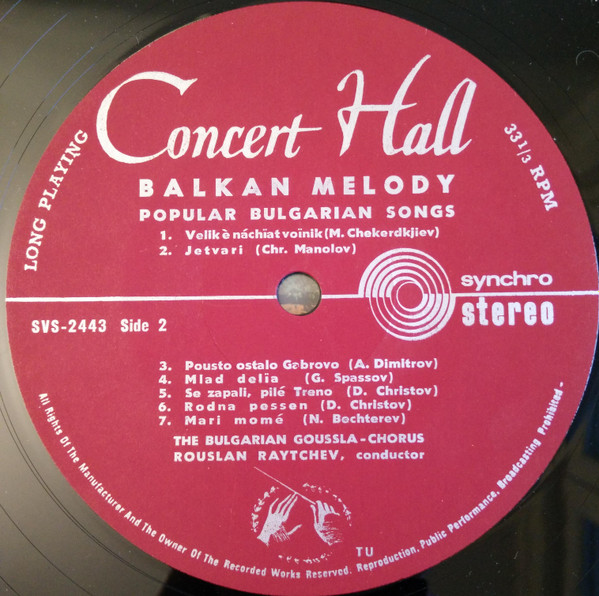 Concert Hall
LONG PLAYING
33 1/3 RPM
BALKAN MELODY
POPULAR BULGARIAN SONGS
1. Velik è náchiat voïnik (M. Chekerdkjiev)
2. Jetvari (Chr. Manolov)
synchro
stereo
SVS-2443 Side 2
3. Pousto ostalo Gabrovo (A. Dimitrov)
4. Mlad delia (G. Spassov)
5. Se zapali, pilé Treno (D. Christov)
6. Rodna pessen (D. Christov)
7. Mari momé (N. Bechterev)
THE BULGARIAN GOUSSLA-CHORUS
ROUSLAN RAYTCHEV, conductor
TU
All Rights Of The Manufacturer And The Owner Of The Recorded Works Reserved. Reproduction, Public Performance, Broadcasting Prohibited -